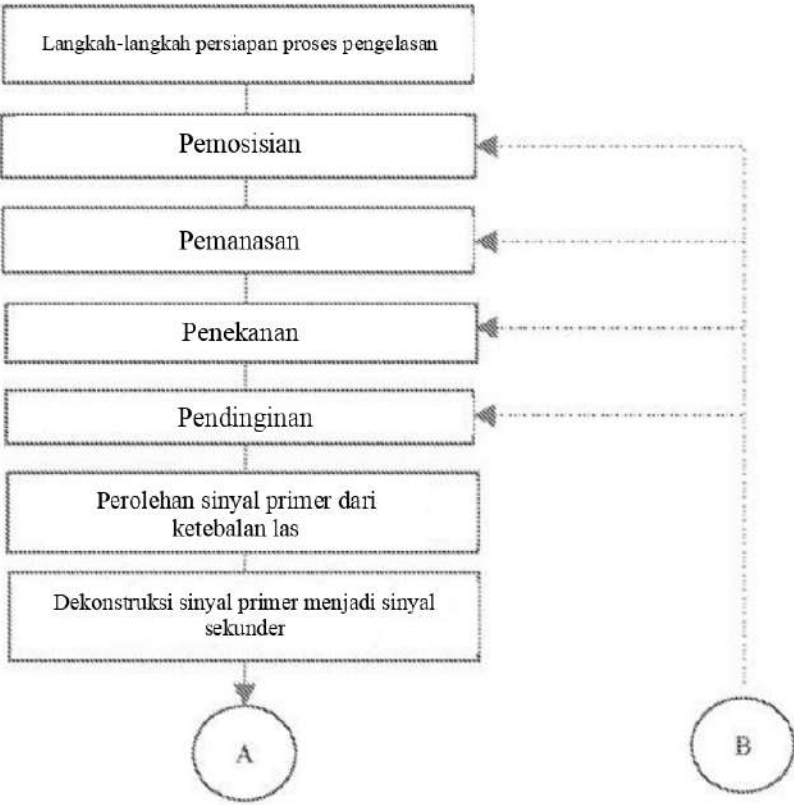 Langkah-langkah persiapan proses pengelasan
Pemosisian
Pemanasan
Penekanan
Pendinginan
Perolehan sinyal primer dari
ketebalan las
Dekonstruksi sinyal primer menjadi sinyal
sekunder
A
B